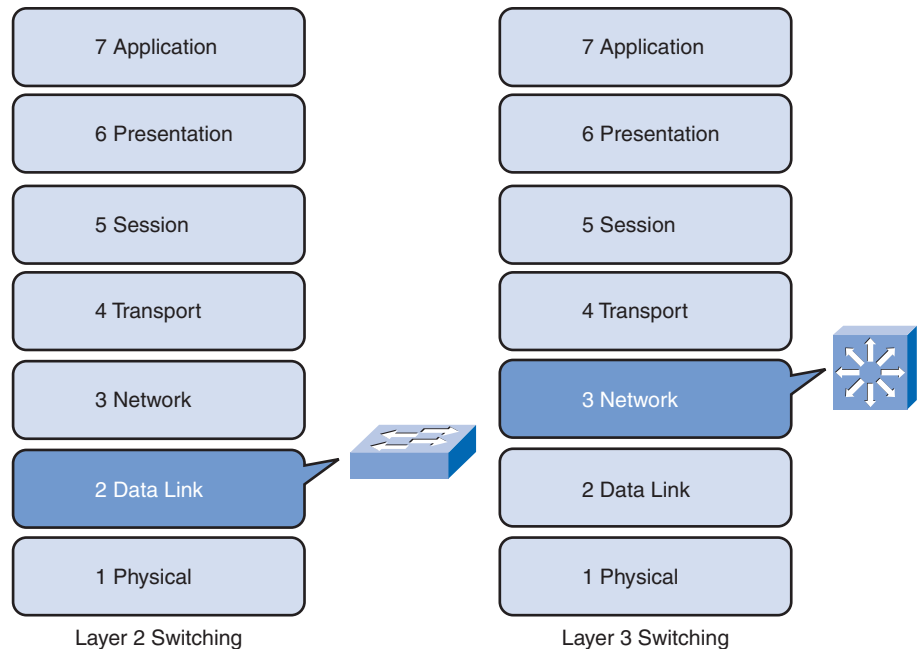 7 Application
6 Presentation
5 Session
4 Transport
3 Network
2 Data Link
1 Physical
Layer 2 Switching
7 Application
6 Presentation
5 Session
4 Transport
3 Network
2 Data Link
1 Physical
Layer 3 Switching